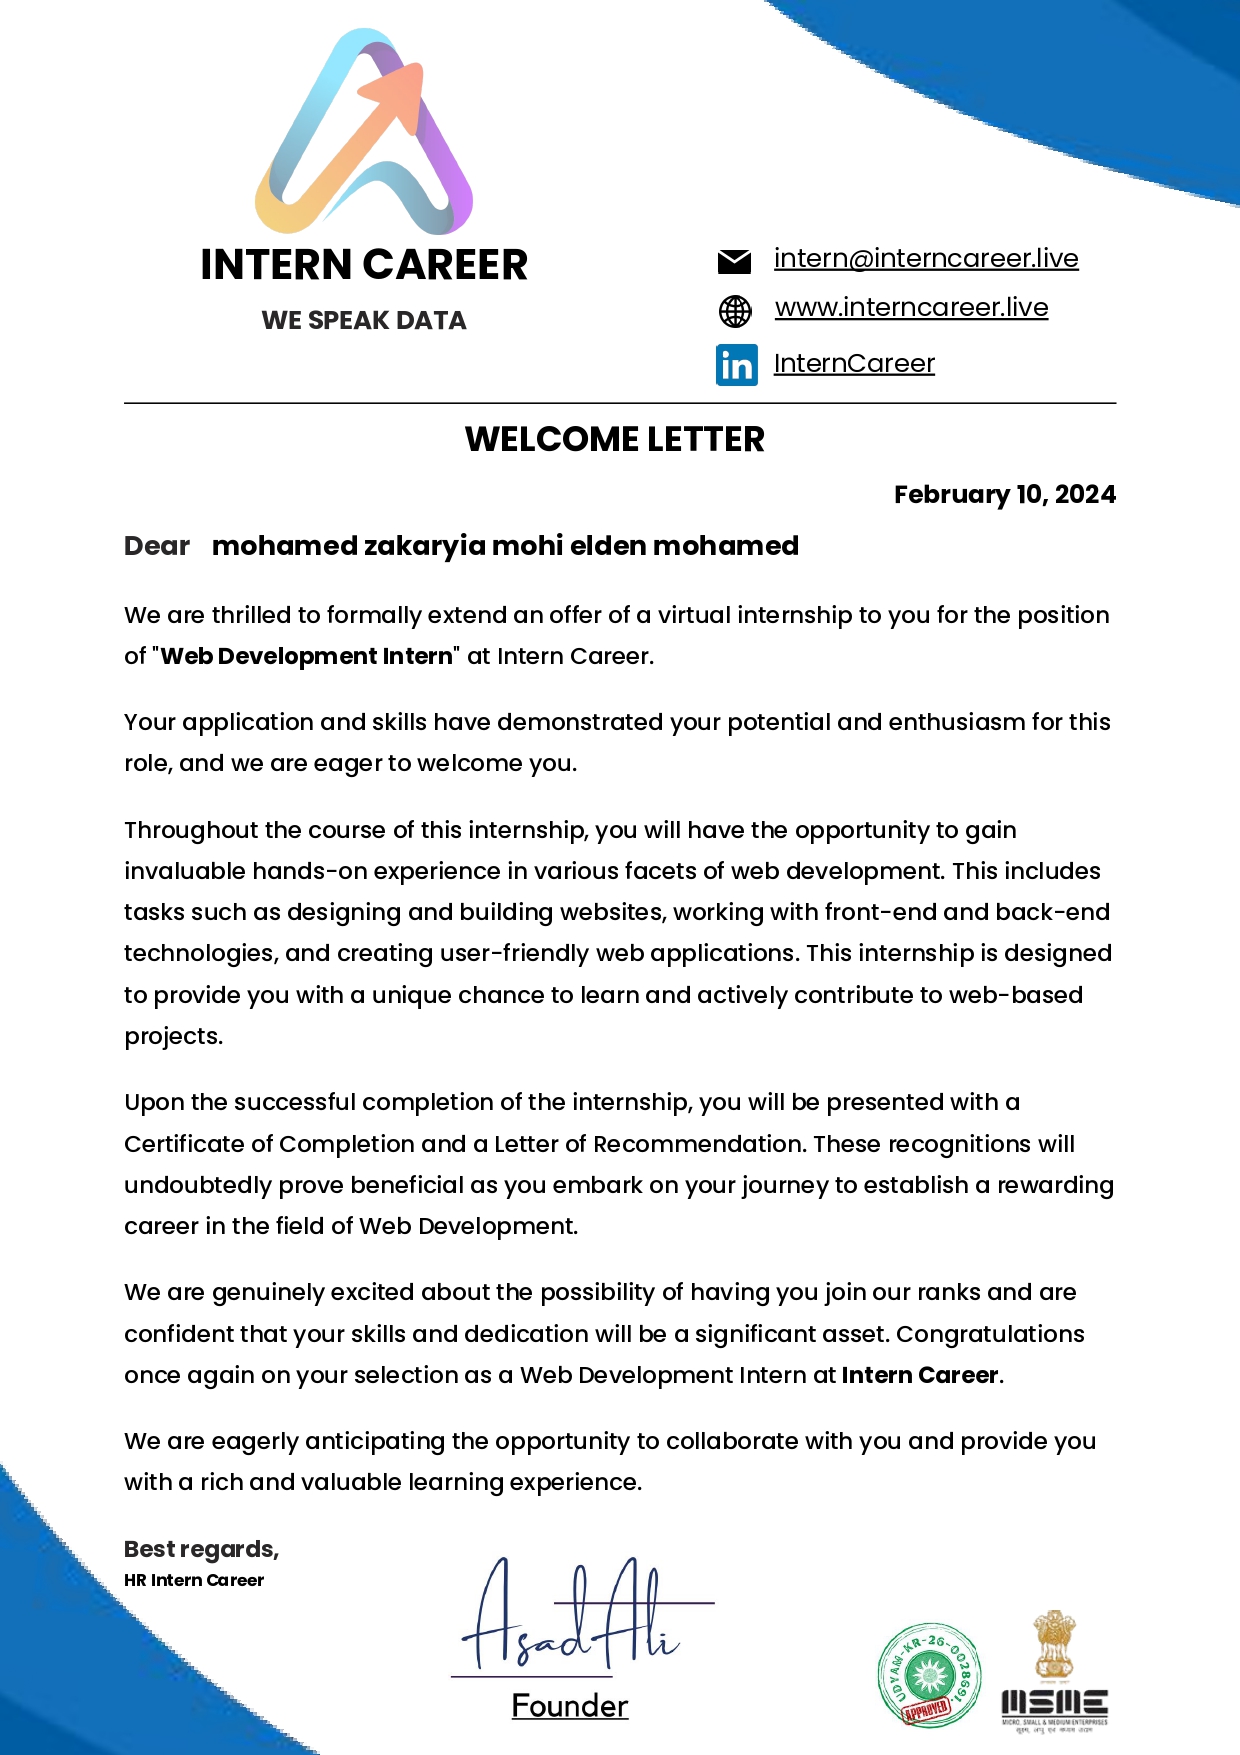 INTERN CAREER
WE SPEAK DATA
intern@interncareer.live
www.interncareer.live
InternCareer
WELCOME LETTER
February 10, 2024
Dear mohamed zakaryia mohi elden mohamed
We are thrilled to formally extend an offer of a virtual internship to you for the position
of "Web Development Intern" at Intern Career.
Your application and skills have demonstrated your potential and enthusiasm for this
role, and we are eager to welcome you.
Throughout the course of this internship, you will have the opportunity to gain
invaluable hands-on experience in various facets of web development. This includes
tasks such as designing and building websites, working with front-end and back-end
technologies, and creating user-friendly web applications. This internship is designed
to provide you with a unique chance to learn and actively contribute to web-based
projects.
Upon the successful completion of the internship, you will be presented with a
Certificate of Completion and a Letter of Recommendation. These recognitions will
undoubtedly prove beneficial as you embark on your journey to establish a rewarding
career in the field of Web Development.
We are genuinely excited about the possibility of having you join our ranks and are
confident that your skills and dedication will be a significant asset. Congratulations
once again on your selection as a Web Development Intern at Intern Career.
We are eagerly anticipating the opportunity to collaborate with you and provide you
with a rich and valuable learning experience.
Best regards,
HR Intern Career
Asad Ali
Founder
UDYAM-KR-26-0028691
APPROVED
MSME
MICRO, SMALL & MEDIUM ENTERPRISES
सूक्ष्म, लघु एवं मध्यम उद्यम